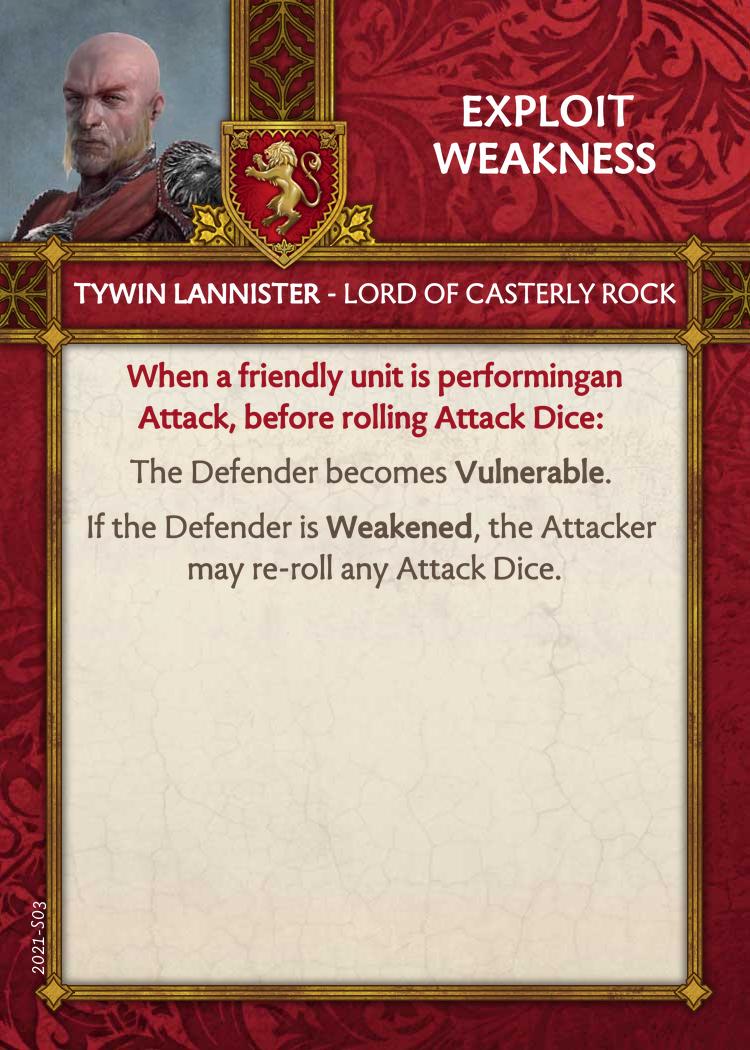 EXPLOIT
WEAKNESS
TYWIN LANNISTER - LORD OF CASTERLY ROCK
When a friendly unit is performingan
Attack, before rolling Attack Dice:
The Defender becomes Vulnerable.
If the Defender is Weakened, the Attacker
may re-roll any Attack Dice.
2021-S03